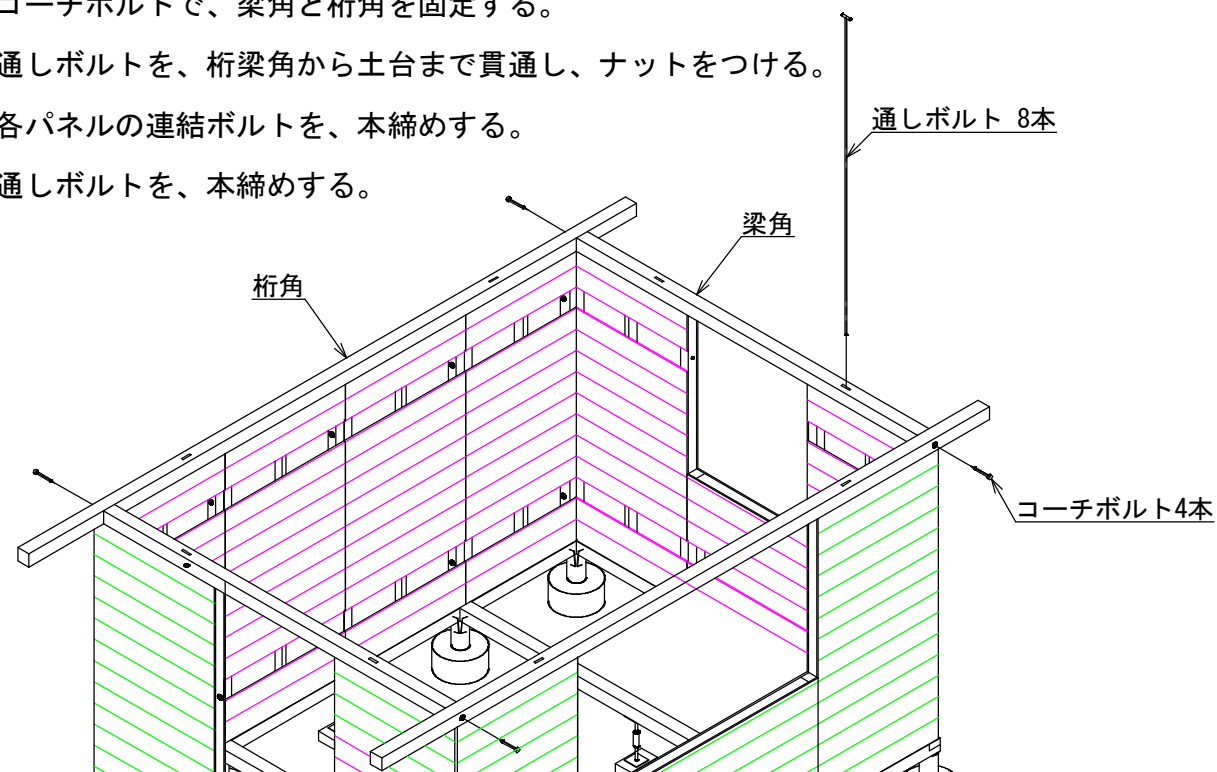 コーチボルトで、梁角と桁角を固定する。
通しボルトを、桁梁角から土台まで貫通し、ナットをつける。
各パネルの連結ボルトを、本締めする。
通しボルトを、本締めする。
通しボルト 8本
梁角
桁角
コーチボルト4本